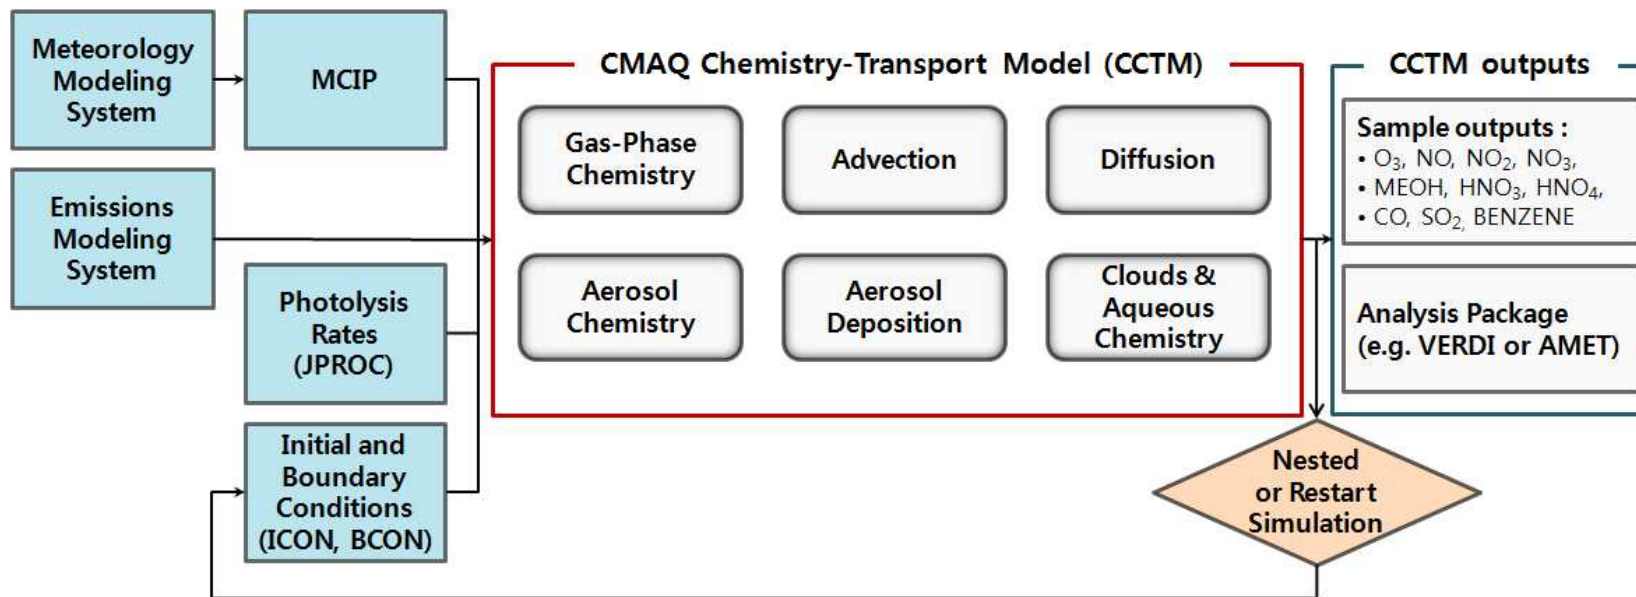 Meteorology
Modeling
System
MCIP
Emissions
Modeling
System
Photolysis
Rates
(JPROC)
Initial and
Boundary
Conditions
(ICON, BCON)
CMAQ Chemistry-Transport Model (CCTM)
Gas-Phase
Chemistry
Advection
Diffusion
Aerosol
Chemistry
Aerosol
Deposition
Clouds &
Aqueous
Chemistry
CCTM outputs
Sample outputs :
• O₃, NO, NO₂, NO₃,
• MEOH, HNO₃, HNO₄,
• CO, SO₂, BENZENE
Analysis Package
(e.g. VERDI or AMET)
Nested
or Restart
Simulation